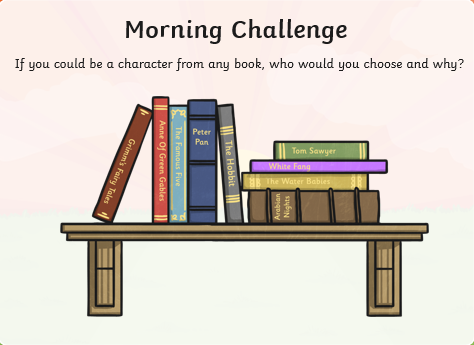 Morning Challenge
If you could be a character from any book, who would you choose and why?
Grimm's Fairy Tales
Anne Of Green Gables
The Famous Five
Peter
Pan
The Hobbit
Tom Sawyer
White Fang
The Water Babies
Arabian
Nights